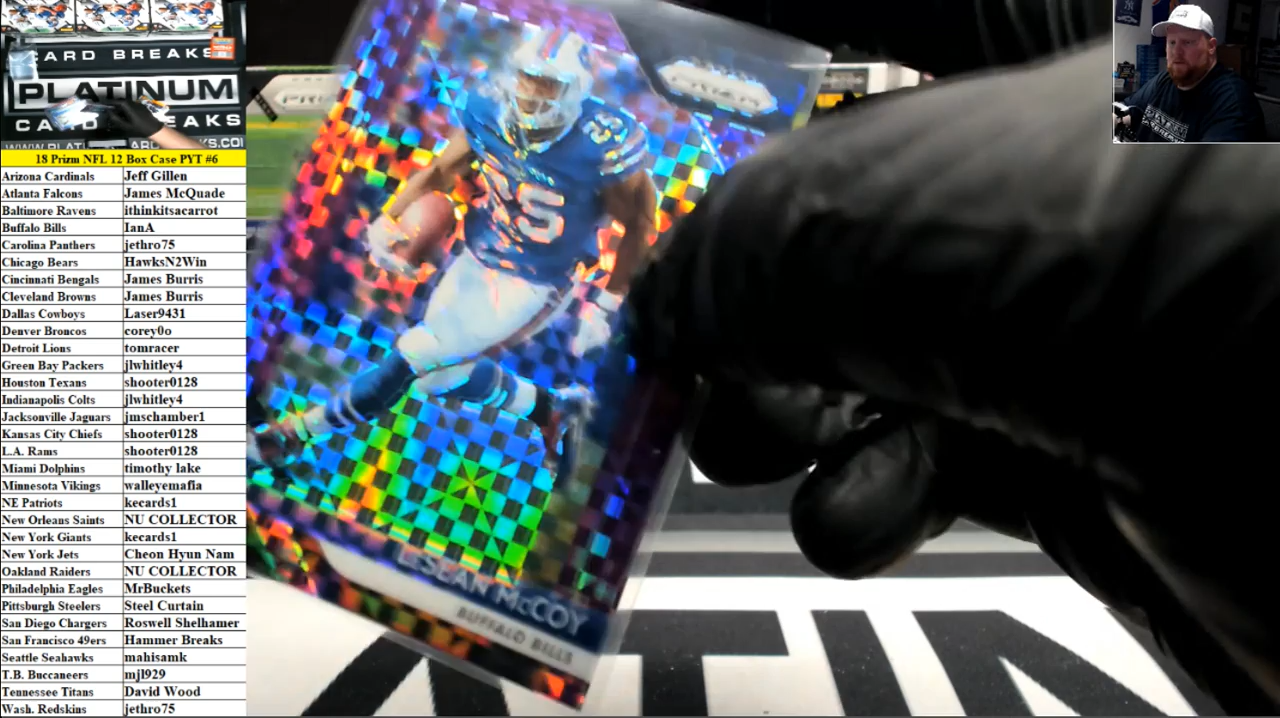 CARD BREAKS
PLATINUM
CARD BREAKS
18 Prizm NFL 12 Box Case PYT #6
Arizona Cardinals Jeff Gillen
Atlanta Falcons James McQuade
Baltimore Ravens ithinkitsacarrot
Buffalo Bills IanA
Carolina Panthers jethro75
Chicago Bears HawksN2Win
Cincinnati Bengals James Burris
Cleveland Browns James Burris
Dallas Cowboys Laser9431
Denver Broncos corey0o
Detroit Lions tomracer
Green Bay Packers jlwhitley4
Houston Texans shooter0128
Indianapolis Colts jlwhitley4
Jacksonville Jaguars jmschamber1
Kansas City Chiefs shooter0128
L.A. Rams shooter0128
Miami Dolphins timothy lake
Minnesota Vikings walleyemafia
NE Patriots kecards1
New Orleans Saints NU COLLECTOR
New York Giants kecards1
New York Jets Cheon Hyun Nam
Oakland Raiders NU COLLECTOR
Philadelphia Eagles MrBuckets
Pittsburgh Steelers Steel Curtain
San Diego Chargers Roswell Shelhamer
San Francisco 49ers Hammer Breaks
Seattle Seahawks mahisamk
T.B. Buccaneers mjl929
Tennessee Titans David Wood
Wash. Redskins jethro75
PRIZM
25
25
LESEAN McCOY
BUFFALO BILLS